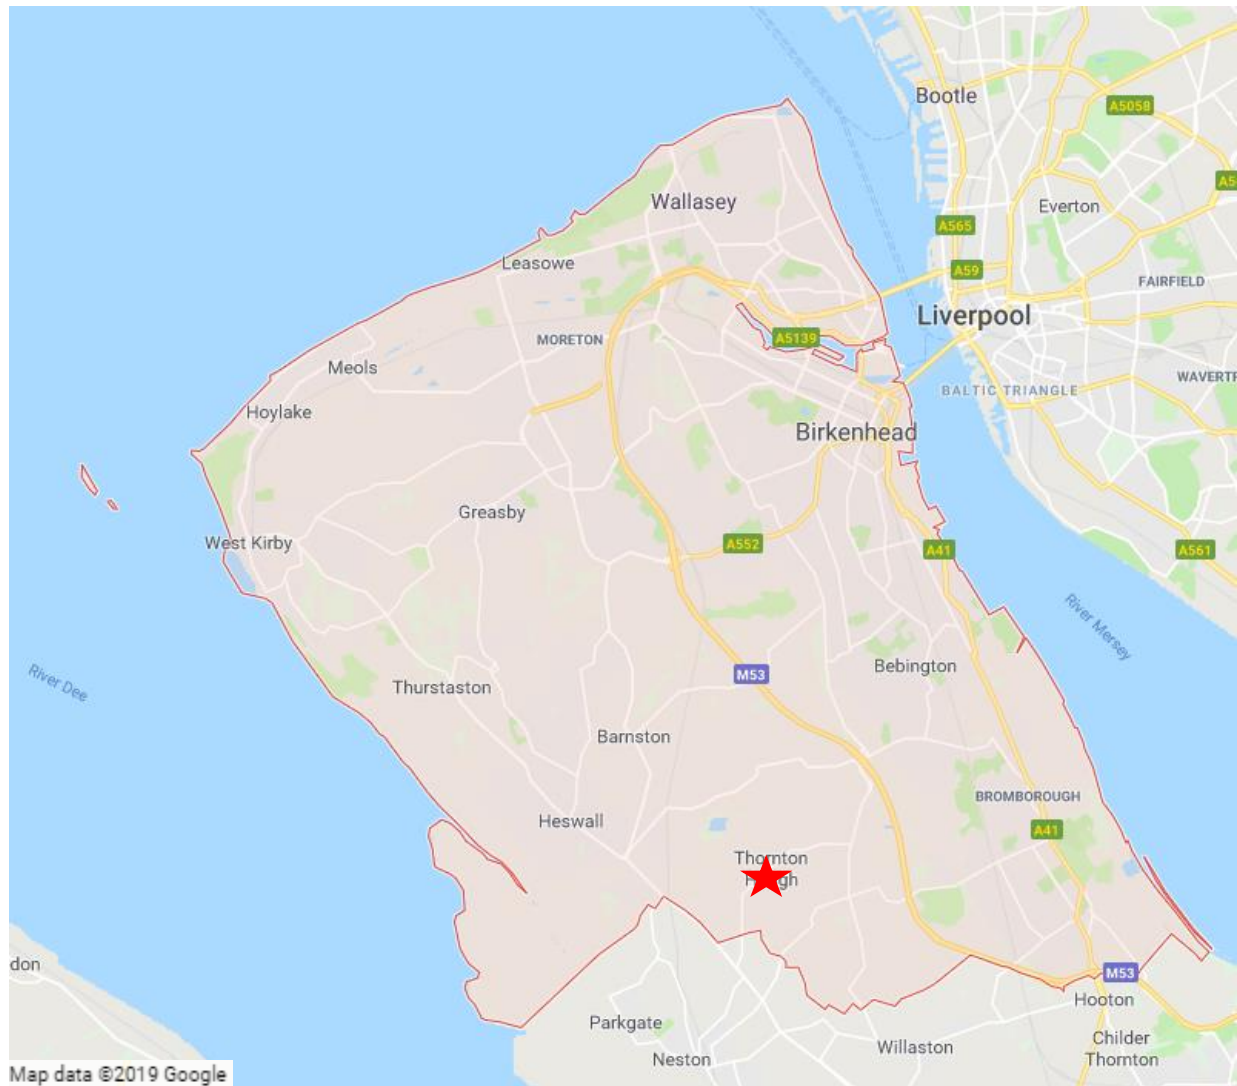 Bootle
A5058
Wallasey
Everton
A565
Leasowe
A59
FAIRFIELD
Liverpool
MORETON
A5139
Meols
WAVERTR
BALTIC TRIANGLE
Hoylake
Birkenhead
Greasby
West Kirby
A552
A41
A561
River Mersey
Bebington
River Dee
M53
Thurstaston
Barnston
BROMBOROUGH
Heswall
A41
Thornton
don
M53
Hooton
Parkgate
Willaston
Childer
Thornton
Neston
Map data ©2019 Google